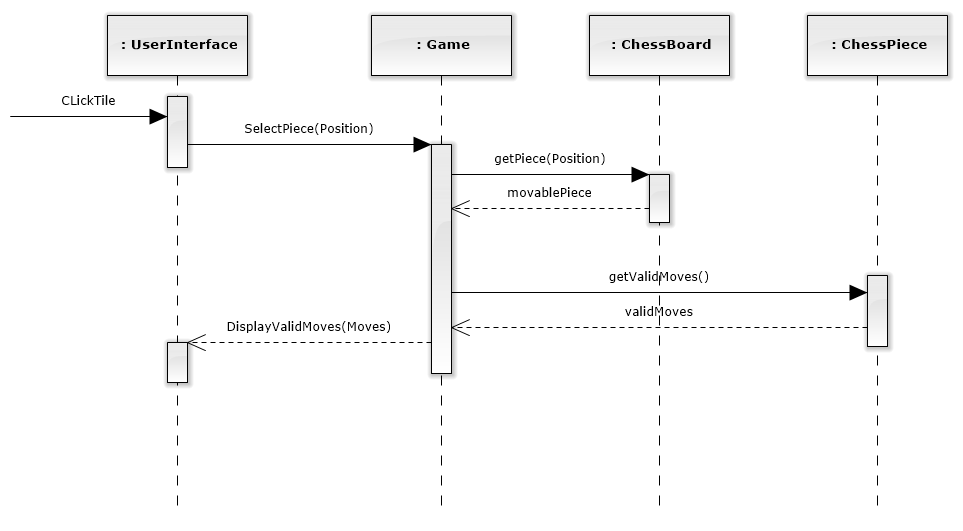 : UserInterface
: Game
: ChessBoard
: ChessPiece
CLickTile
SelectPiece(Position)
getPiece(Position)
movablePiece
getValidMoves()
validMoves
DisplayValidMoves(Moves)